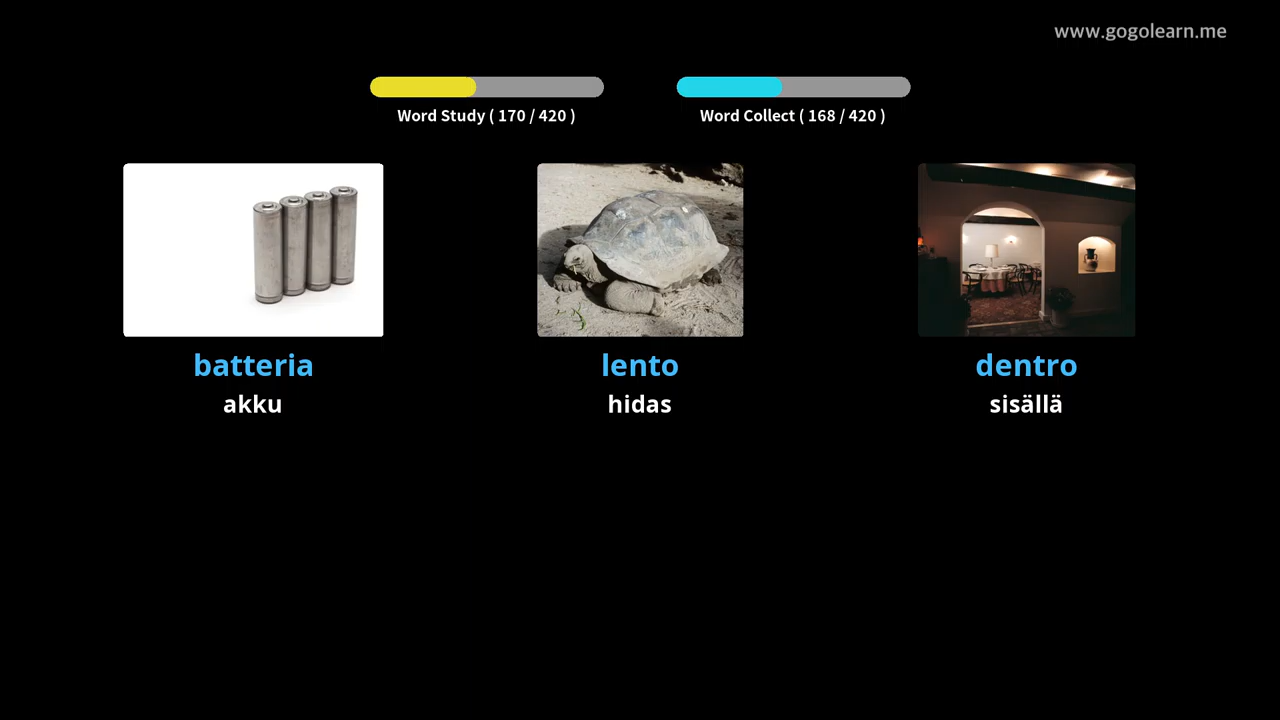 www.gogolearn.me
Word Study ( 170 / 420 )
Word Collect ( 168 / 420 )
batteria
akku
lento
hidas
dentro
sisällä